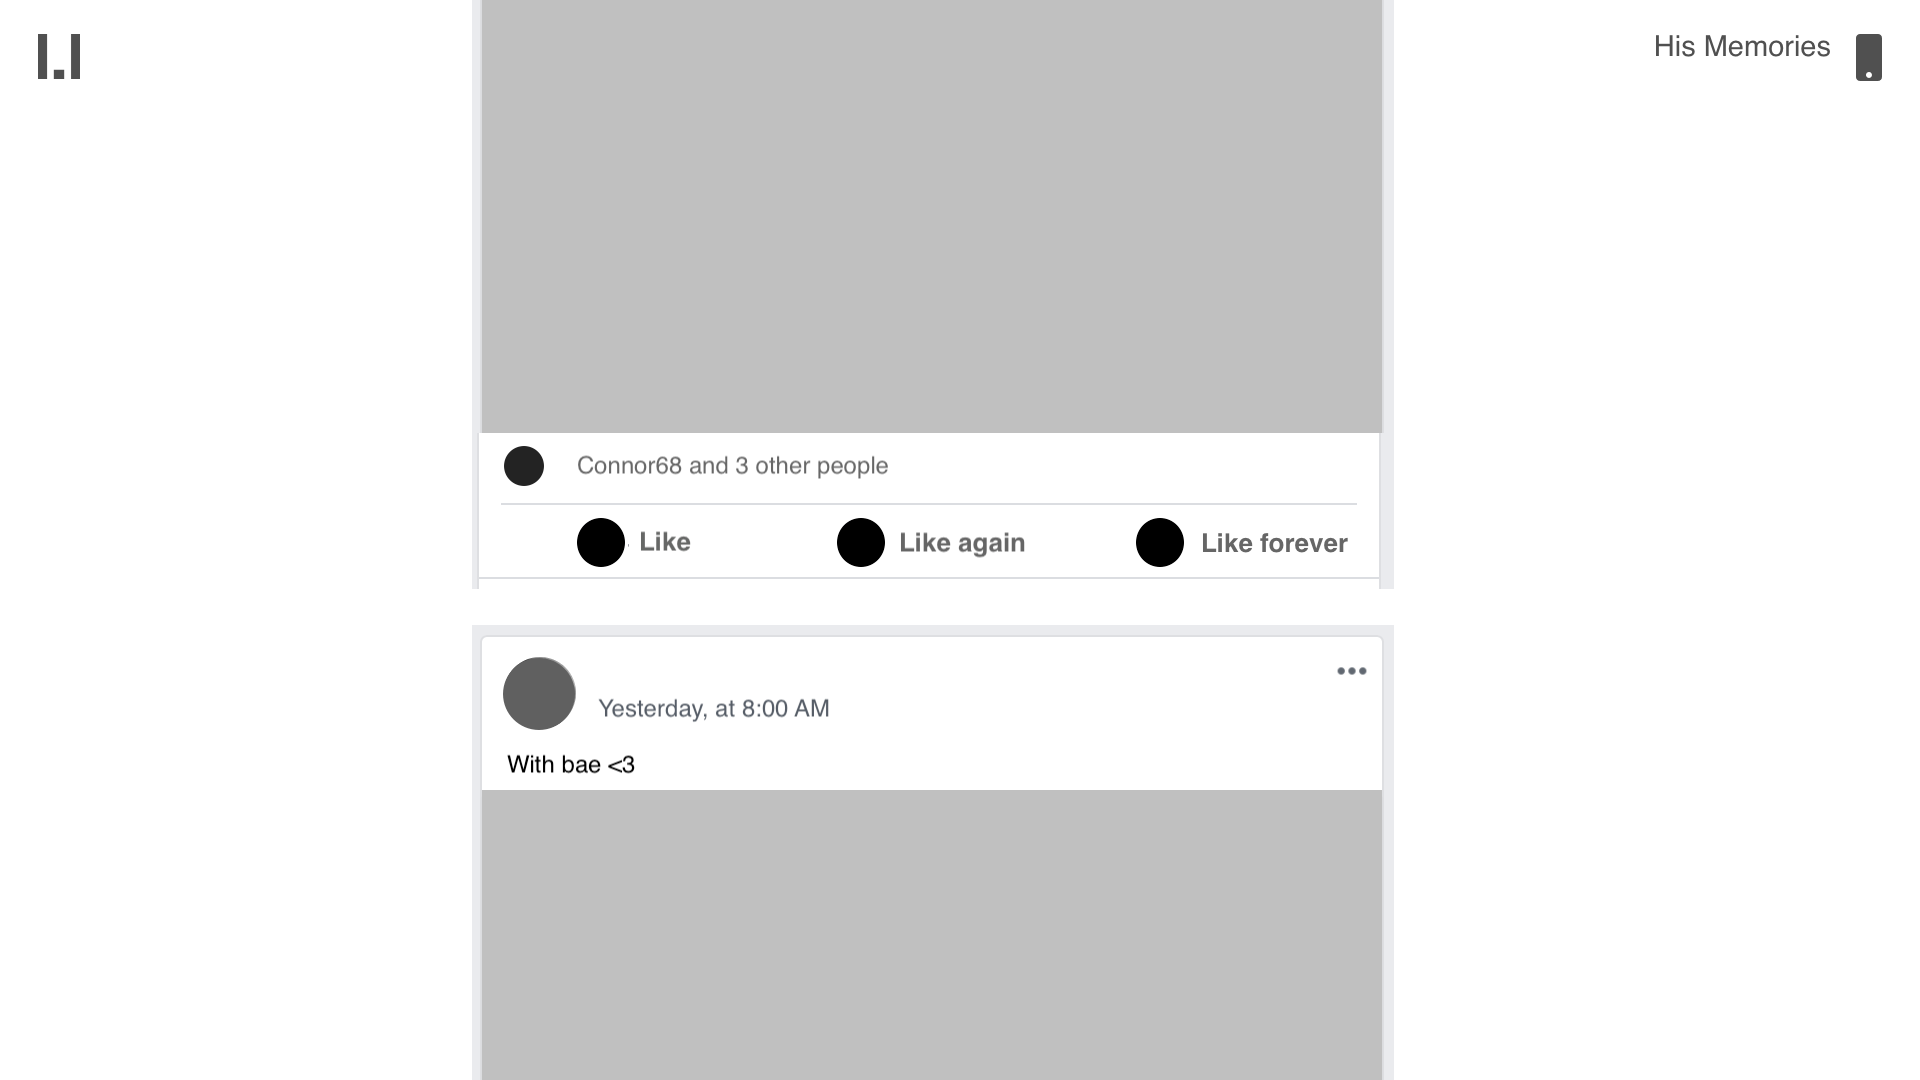 His Memories
Connor68 and 3 other people
Like
Like again
Like forever
Yesterday, at 8:00 AM
With bae <3